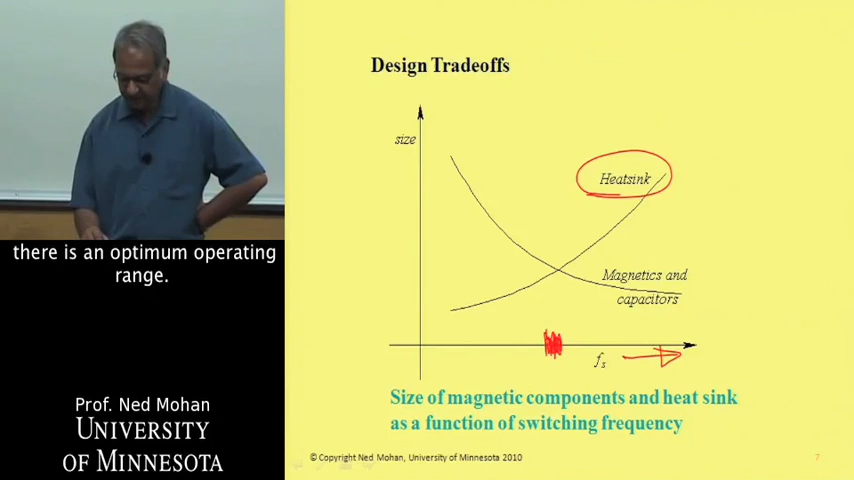 Design Tradeoffs
size
Heatsink
Magnetics and
capacitors
fs
Size of magnetic components and heat sink
as a function of switching frequency
© Copyright Ned Mohan, University of Minnesota 2010
7
there is an optimum operating
range.
Prof. Ned Mohan
UNIVERSITY
OF MINNESOTA